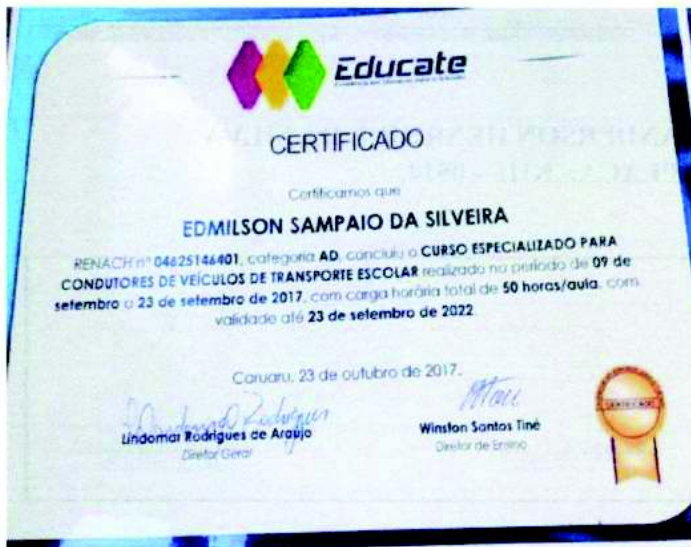 Educate
CERTIFICADO
Certificamos que
EDMILSON SAMPAIO DA SILVEIRA
RENACH nº 04625146401, categoria AD, concluiu o CURSO ESPECIALIZADO PARA
CONDUTORES DE VEÍCULOS DE TRANSPORTE ESCOLAR realizado no período de 09 de
setembro a 23 de setembro de 2017, com carga horária total de 50 horas/aula, com
validade até 23 de setembro de 2022.
Caruaru, 23 de outubro de 2017.
Lindomar Rodrigues de Araújo
Diretor Geral
Winston Santos Tiné
Diretor de Ensino
CERTIFICADO